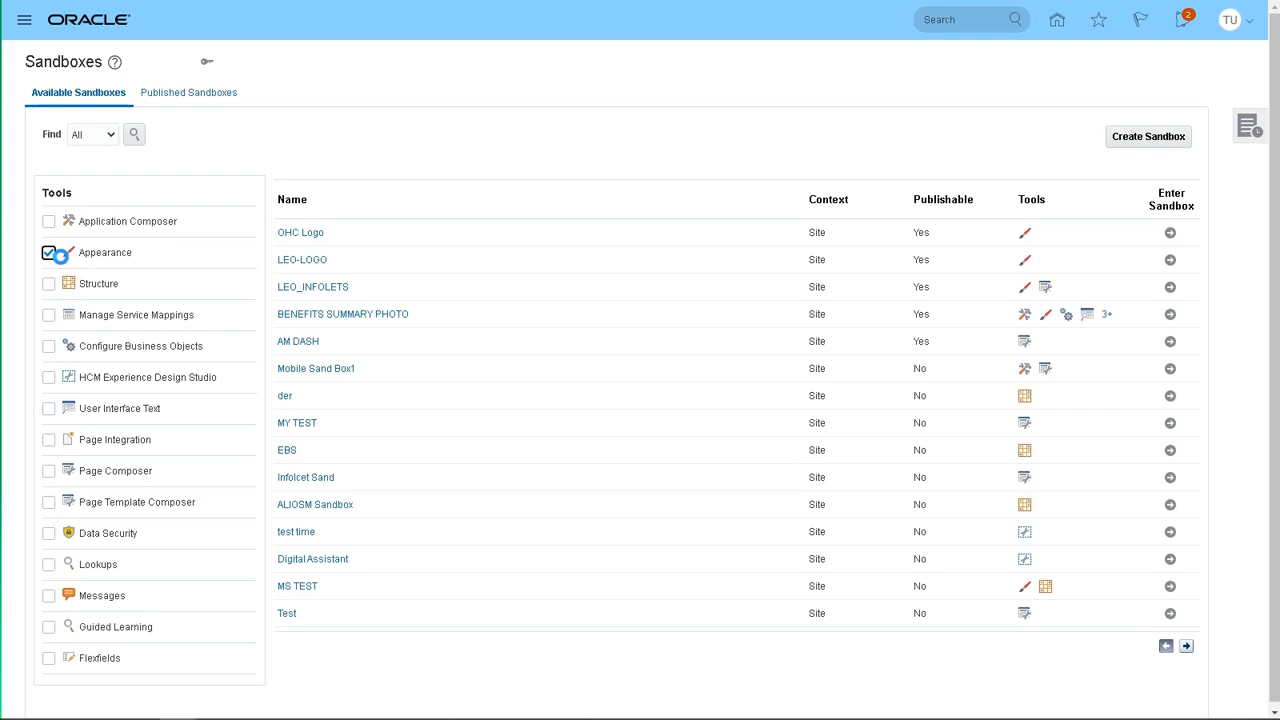 ORACLE
Search
2
TU
Sandboxes
Available Sandboxes
Published Sandboxes
Find
All
Create Sandbox
Tools
Application Composer
Appearance
Structure
Manage Service Mappings
Configure Business Objects
HCM Experience Design Studio
User Interface Text
Page Integration
Page Composer
Page Template Composer
Data Security
Lookups
Messages
Guided Learning
Flexfields
Name Context Publishable Tools Enter Sandbox
OHC Logo Site Yes
LEO-LOGO Site Yes
LEO_INFOLETS Site Yes
BENEFITS SUMMARY PHOTO Site Yes 3+
AM DASH Site Yes
Mobile Sand Box1 Site No
der Site No
MY TEST Site No
EBS Site No
Infolcet Sand Site No
ALIOSM Sandbox Site No
test time Site No
Digital Assistant Site No
MS TEST Site No
Test Site No